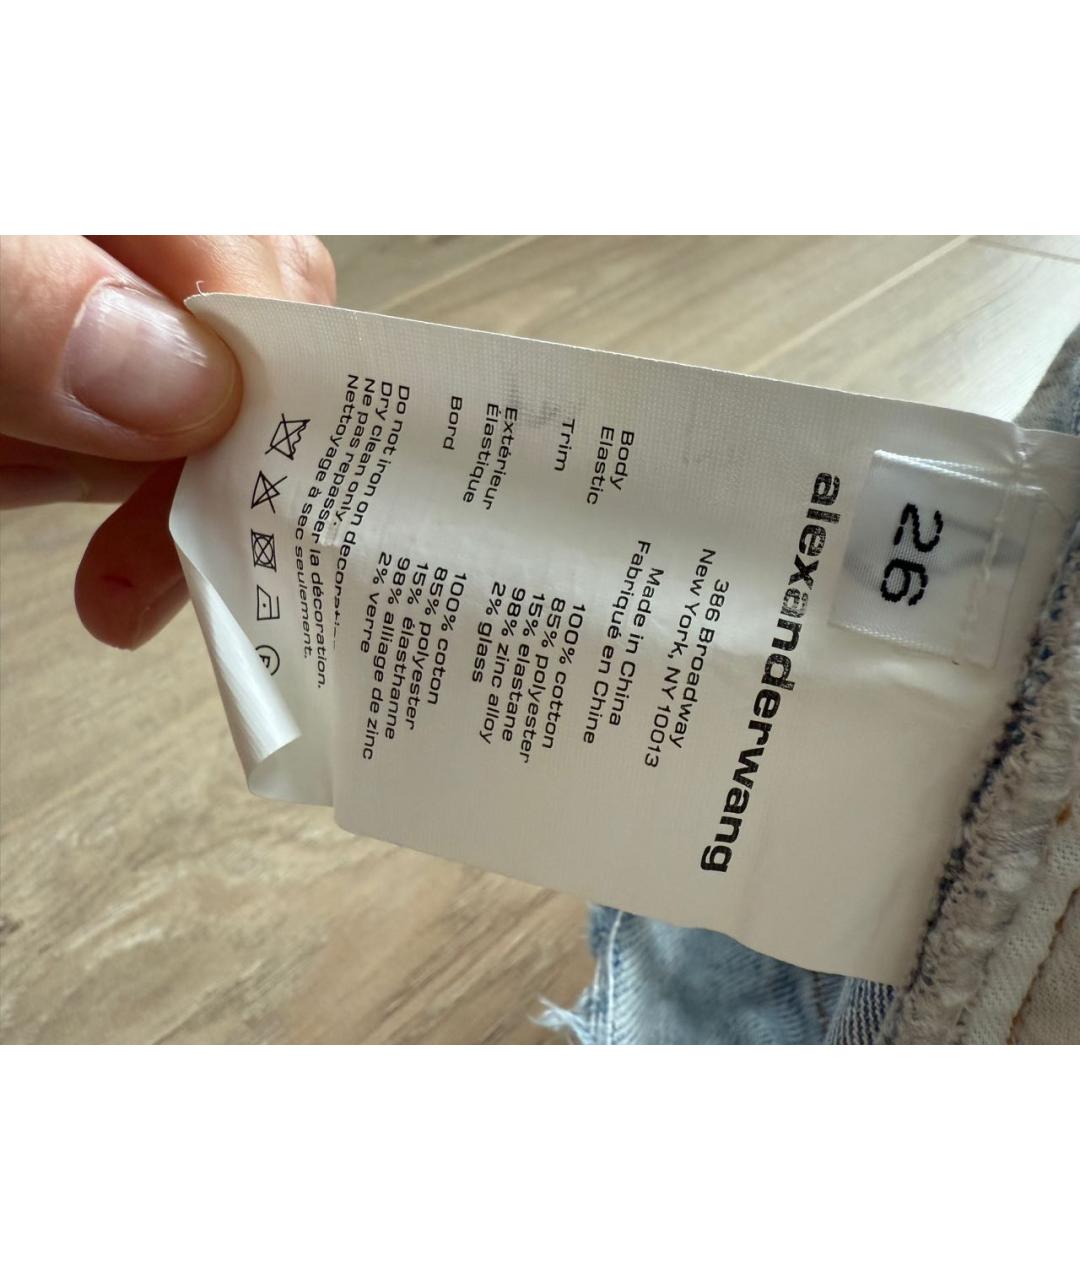 26
alexanderwang
386 Broadway
New York, NY 10013
Made in China
Fabriqué en Chine
Body 100% cotton
Elastic 85% polyester
15% elastane
Trim 98% zinc alloy
2% glass
Extérieur 100% coton
Élastique 85% polyester
15% élasthanne
Bord 98% alliage de zinc
2% verre
Do not iron on decoration.
Dry clean only.
Ne pas repasser la décoration.
Nettoyage à sec seulement.